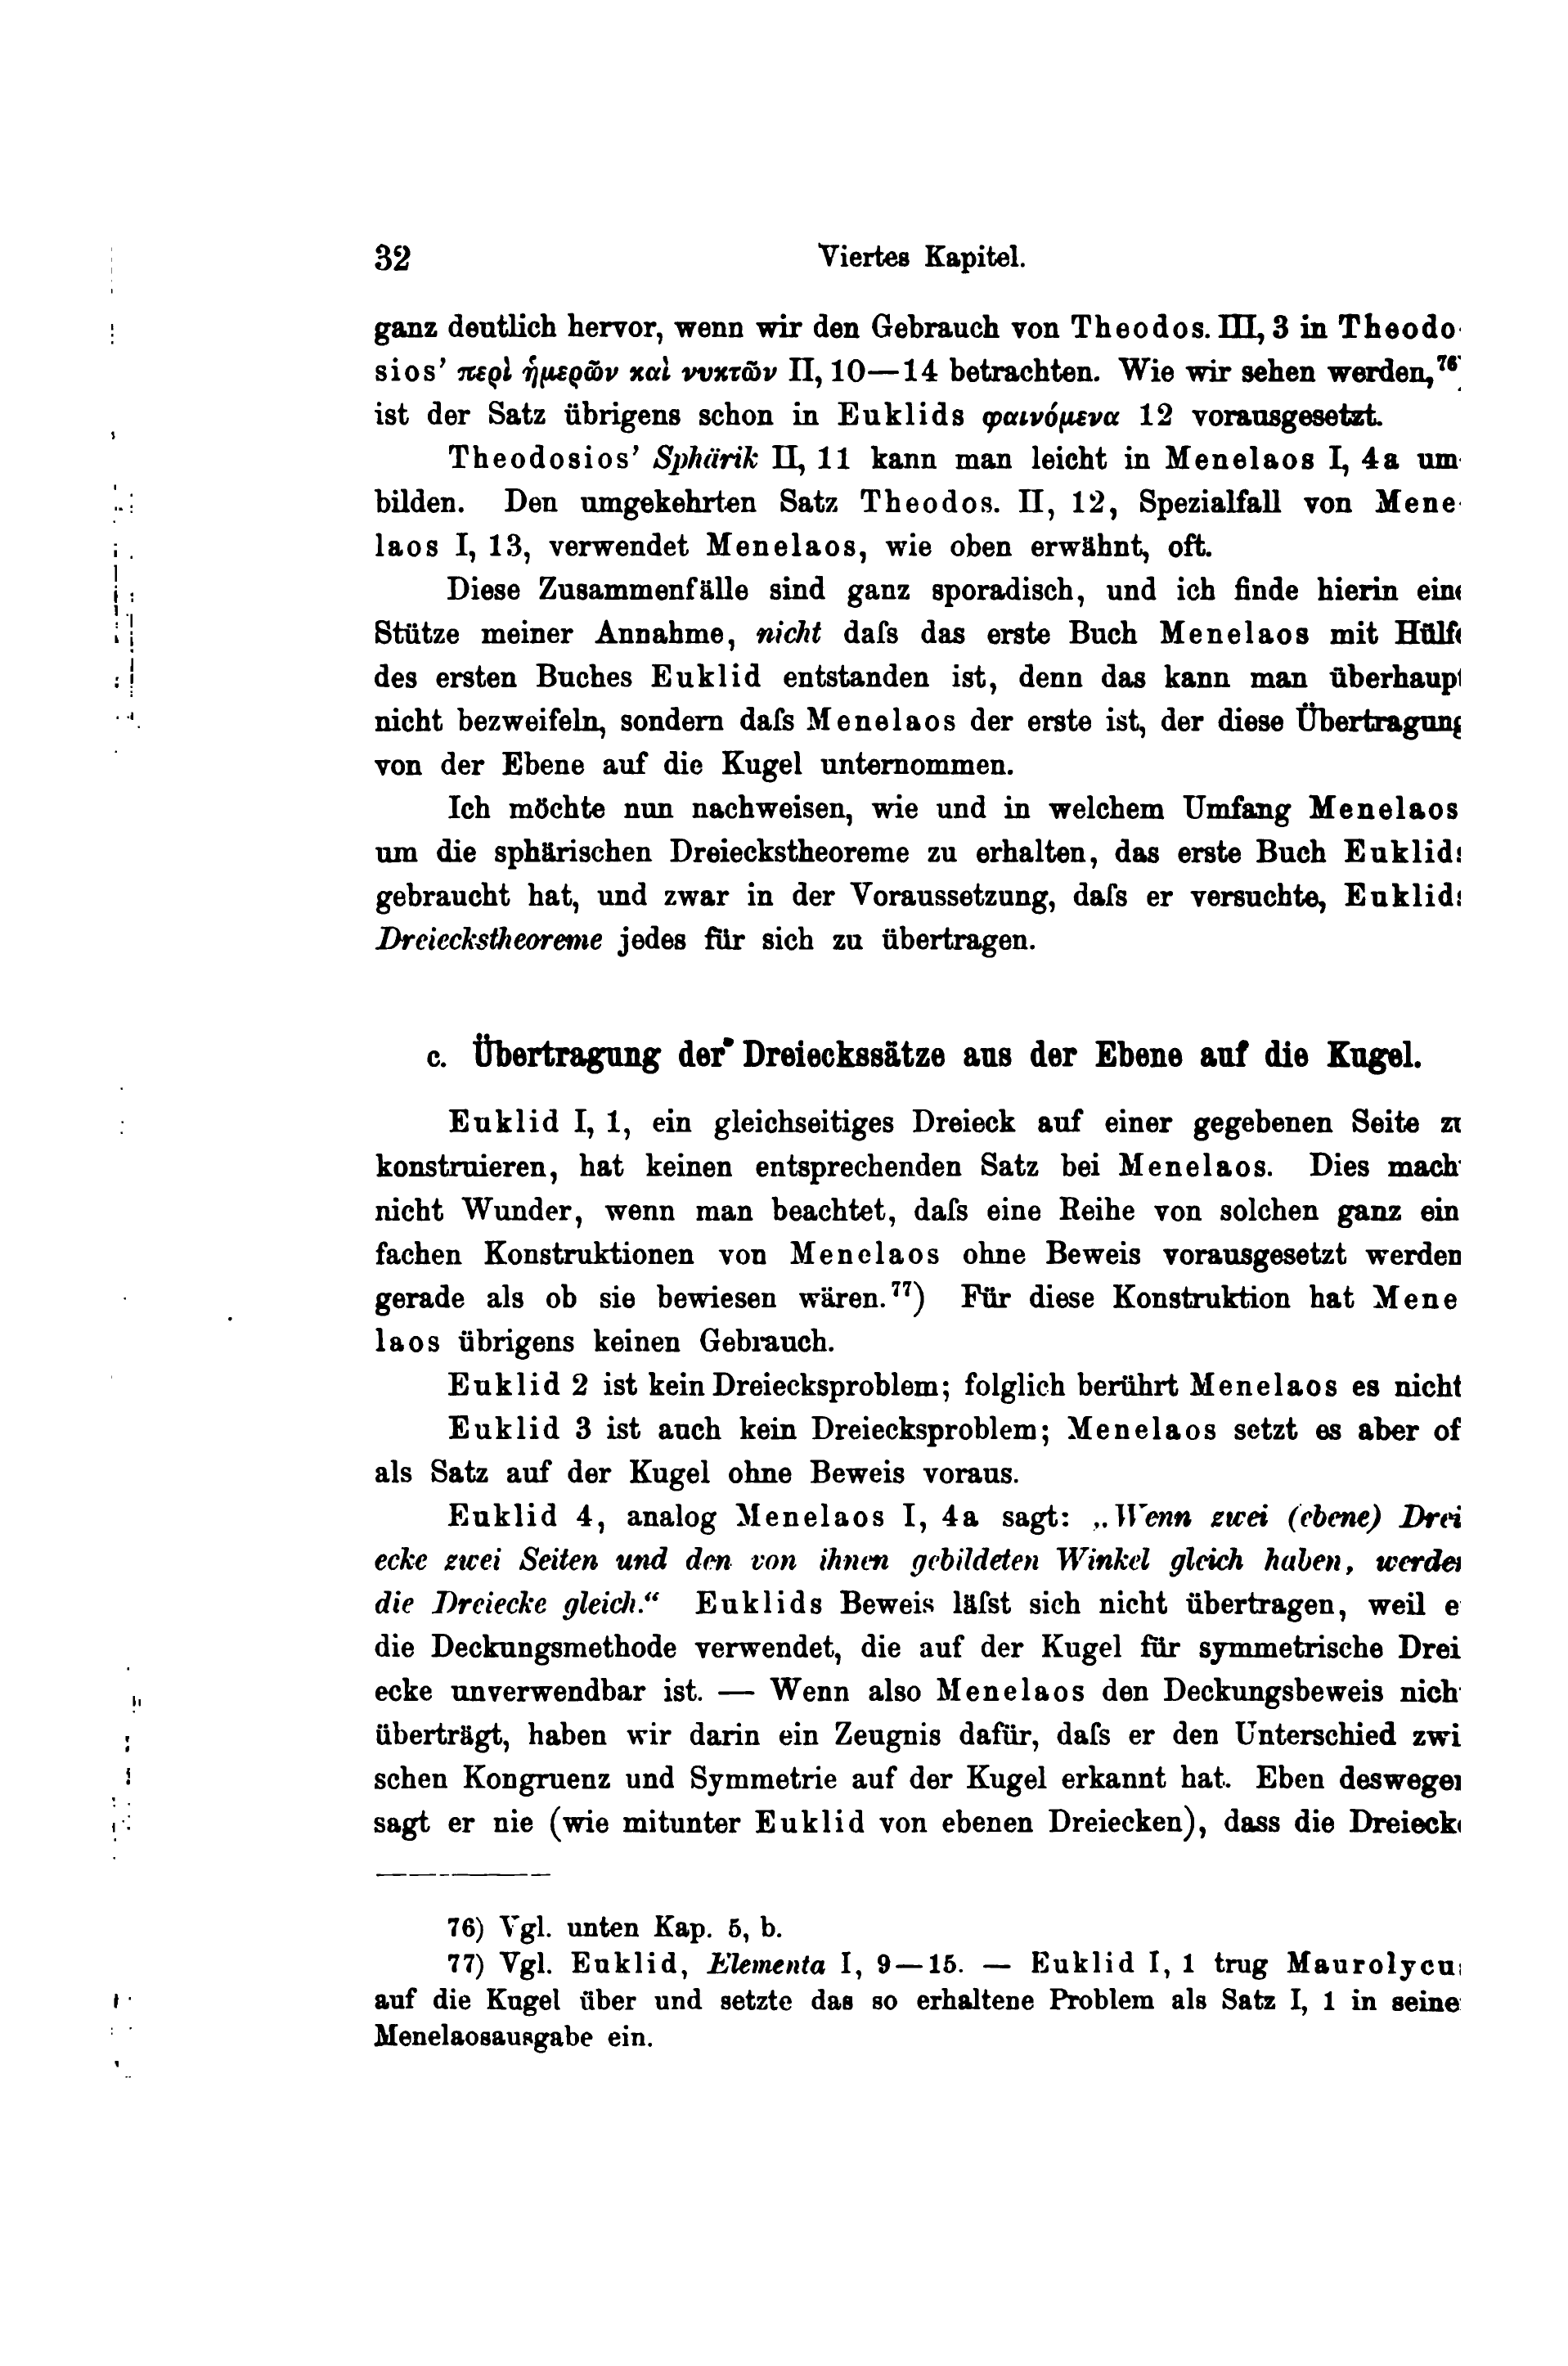 32 Viertes Kapitel.
ganz deutlich hervor, wenn wir den Gebrauch von Theodos. III, 3 in Theodo-
sios’ περὶ ἡμερῶν καὶ νυκτῶν II, 10—14 betrachten. Wie wir sehen werden,⁷⁶)
ist der Satz übrigens schon in Euklids φαινόμενα 12 vorausgesetzt.
Theodosios’ Sphärik II, 11 kann man leicht in Menelaos I, 4a um-
bilden. Den umgekehrten Satz Theodos. II, 12, Spezialfall von Mene-
laos I, 13, verwendet Menelaos, wie oben erwähnt, oft.
Diese Zusammenfälle sind ganz sporadisch, und ich finde hierin eine
Stütze meiner Annahme, nicht daſs das erste Buch Menelaos mit Hülfe
des ersten Buches Euklid entstanden ist, denn das kann man überhaupt
nicht bezweifeln, sondern daſs Menelaos der erste ist, der diese Übertragung
von der Ebene auf die Kugel unternommen.
Ich möchte nun nachweisen, wie und in welchem Umfang Menelaos
um die sphärischen Dreieckstheoreme zu erhalten, das erste Buch Euklids
gebraucht hat, und zwar in der Voraussetzung, daſs er versuchte, Euklids
Dreieckstheoreme jedes für sich zu übertragen.
c. Übertragung der Dreieckssätze aus der Ebene auf die Kugel.
Euklid I, 1, ein gleichseitiges Dreieck auf einer gegebenen Seite zu
konstruieren, hat keinen entsprechenden Satz bei Menelaos. Dies mach
nicht Wunder, wenn man beachtet, daſs eine Reihe von solchen ganz ein
fachen Konstruktionen von Menelaos ohne Beweis vorausgesetzt werden
gerade als ob sie bewiesen wären.⁷⁷) Für diese Konstruktion hat Mene
laos übrigens keinen Gebrauch.
Euklid 2 ist kein Dreiecksproblem; folglich berührt Menelaos es nicht
Euklid 3 ist auch kein Dreiecksproblem; Menelaos setzt es aber of
als Satz auf der Kugel ohne Beweis voraus.
Euklid 4, analog Menelaos I, 4a sagt: „Wenn zwei (ebene) Drei
ecke zwei Seiten und den von ihnen gebildeten Winkel gleich haben, werden
die Dreiecke gleich.“ Euklids Beweis läſst sich nicht übertragen, weil e
die Deckungsmethode verwendet, die auf der Kugel für symmetrische Drei
ecke unverwendbar ist. — Wenn also Menelaos den Deckungsbeweis nich
überträgt, haben wir darin ein Zeugnis dafür, daſs er den Unterschied zwi
schen Kongruenz und Symmetrie auf der Kugel erkannt hat. Eben deswegen
sagt er nie (wie mitunter Euklid von ebenen Dreiecken), dass die Dreiecke
76) Vgl. unten Kap. 5, b.
77) Vgl. Euklid, Elementa I, 9—15. — Euklid I, 1 trug Maurolycus
auf die Kugel über und setzte das so erhaltene Problem als Satz I, 1 in seine
Menelaosausgabe ein.